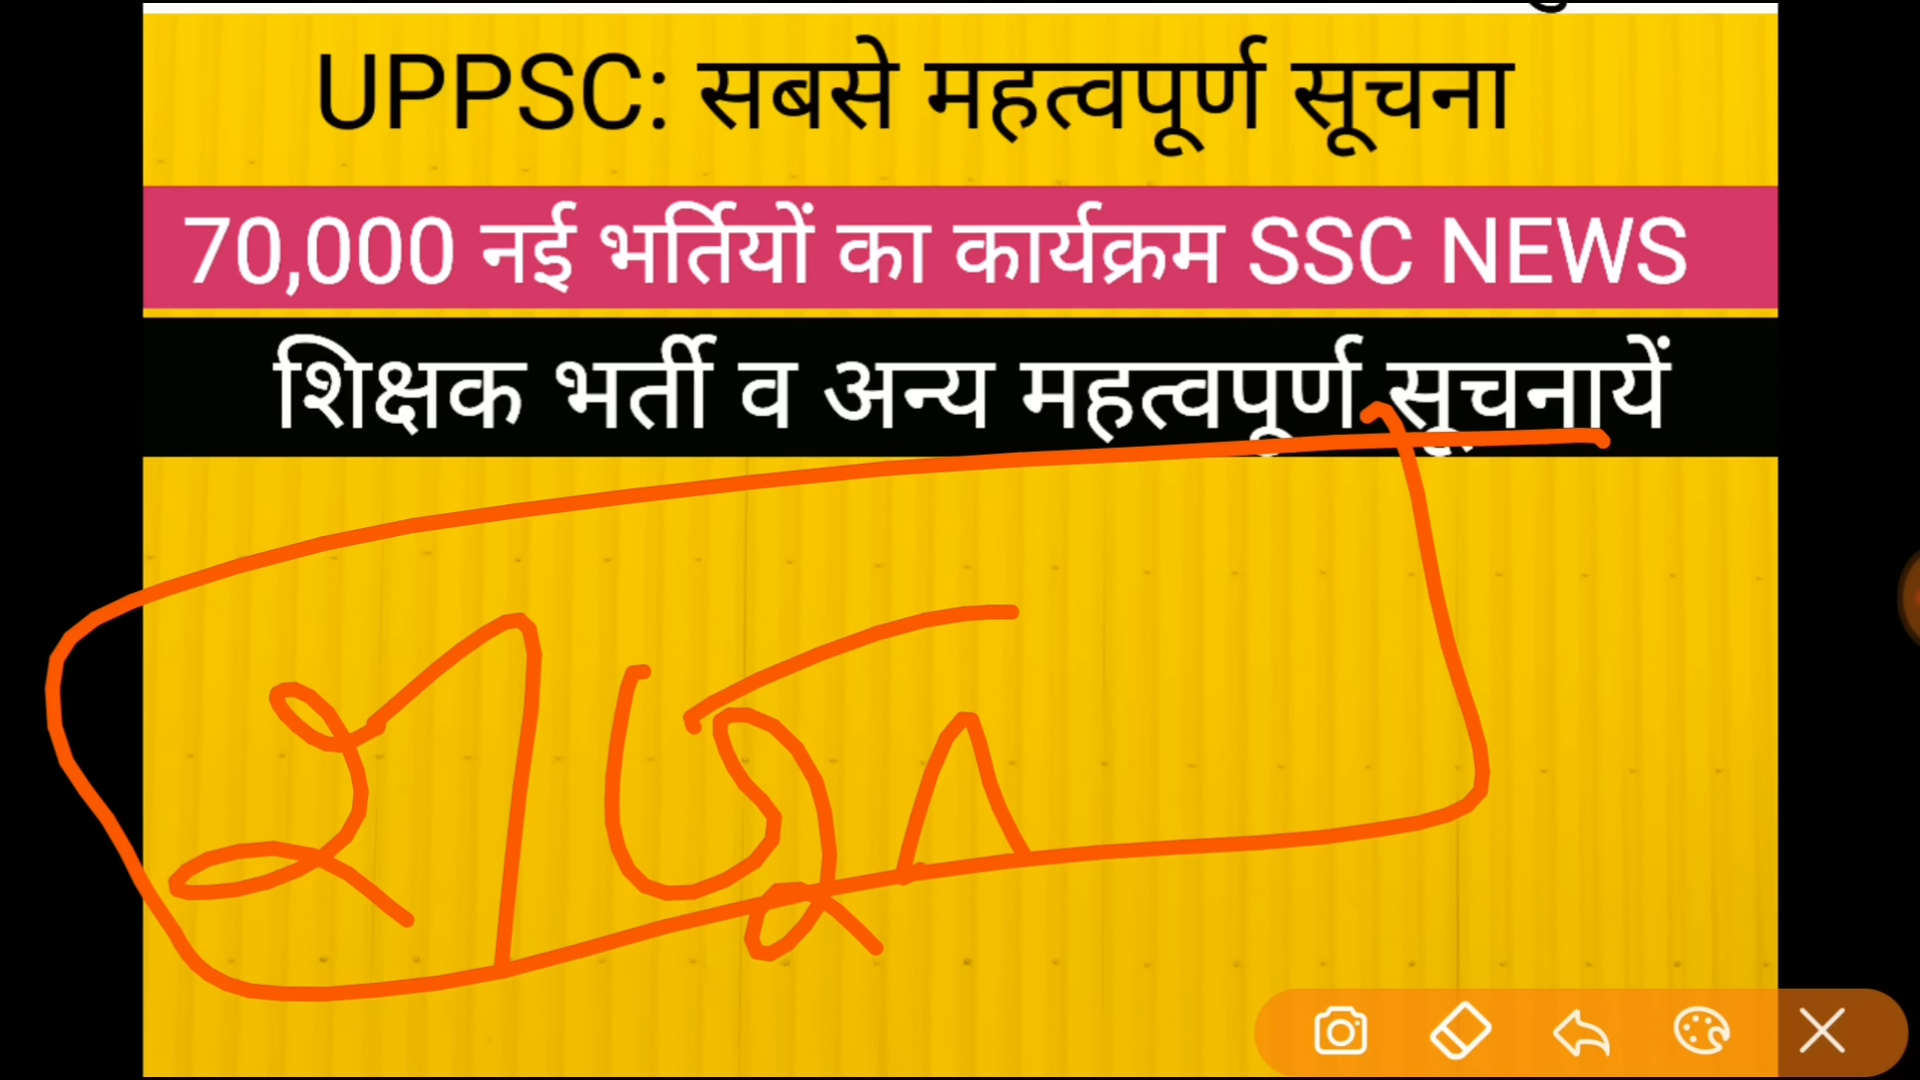 UPPSC: सबसे महत्वपूर्ण सूचना
70,000 नई भर्तियों का कार्यक्रम SSC NEWS
शिक्षक भर्ती व अन्य महत्वपूर्ण सूचनायें